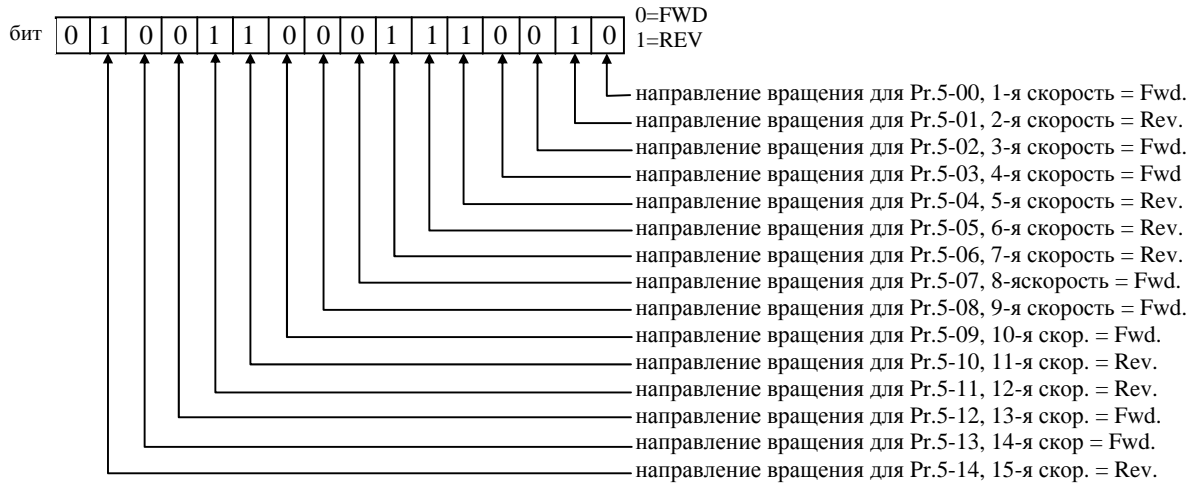 0=FWD
бит 0 1 0 0 1 1 0 0 0 1 1 1 0 0 1 0 1=REV
направление вращения для Pr.5-00, 1-я скорость = Fwd.
направление вращения для Pr.5-01, 2-я скорость = Rev.
направление вращения для Pr.5-02, 3-я скорость = Fwd.
направление вращения для Pr.5-03, 4-я скорость = Fwd
направление вращения для Pr.5-04, 5-я скорость = Rev.
направление вращения для Pr.5-05, 6-я скорость = Rev.
направление вращения для Pr.5-06, 7-я скорость = Rev.
направление вращения для Pr.5-07, 8-яскорость = Fwd.
направление вращения для Pr.5-08, 9-я скорость = Fwd.
направление вращения для Pr.5-09, 10-я скор. = Fwd.
направление вращения для Pr.5-10, 11-я скор. = Rev.
направление вращения для Pr.5-11, 12-я скор. = Rev.
направление вращения для Pr.5-12, 13-я скор. = Fwd.
направление вращения для Pr.5-13, 14-я скор = Fwd.
направление вращения для Pr.5-14, 15-я скор. = Rev.